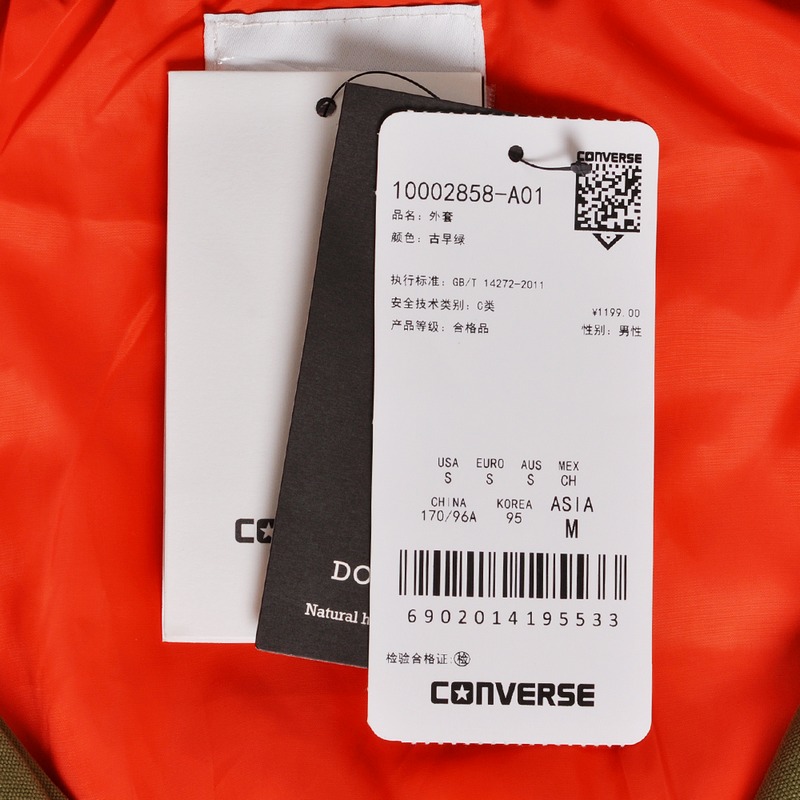 CONVERSE
10002858-A01
品名: 外套
颜色: 古早绿
执行标准: GB/T 14272-2011
安全技术类别: C类
¥1199.00
产品等级: 合格品
性别: 男性
USA EURO AUS MEX
S S S CH
CHINA KOREA ASIA
170/96A 95 M
6902014195533
检验合格证: 检
CONVERSE
CO
DO
Natural h